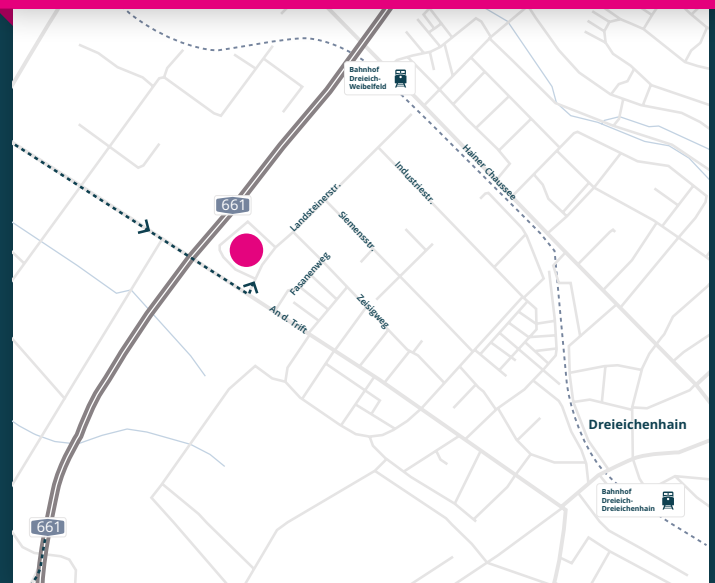 Bahnhof
Dreieich-
Weibelfeld
Hainer Chaussee
Industriestr.
661
Landsteinerstr.
Siemensstr.
Fasanenweg
Zeisigweg
An d. Trift
Dreieichenhain
Bahnhof
Dreieich-
Dreieichenhain
661